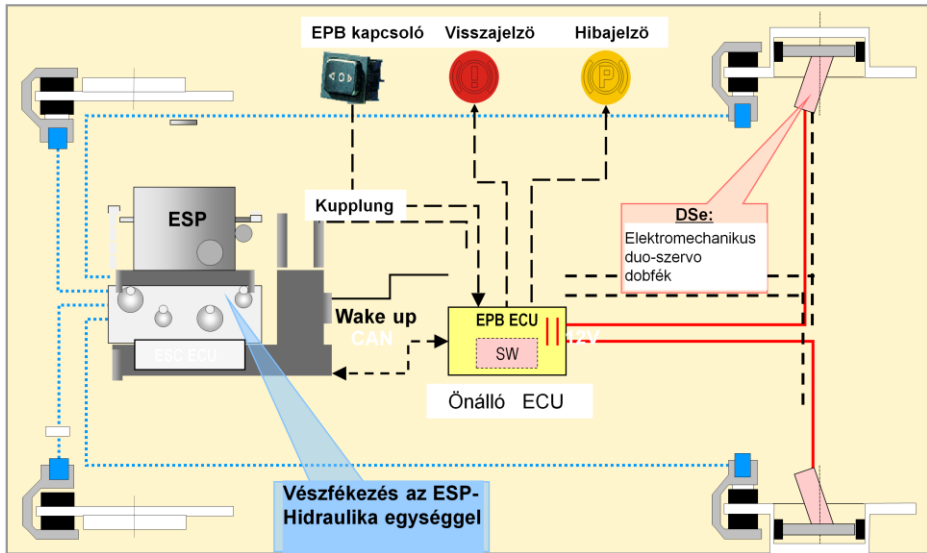 EPB kapcsoló
Visszajelzö
Hibajelzö
P
Kupplung
ESP
DSe:
Elektromechanikus
duo-szervo
dobfék
Wake up
CAN
EPB ECU
12V
SW
ESC ECU
Önálló ECU
Vészfékezés az ESP-
Hidraulika egységgel